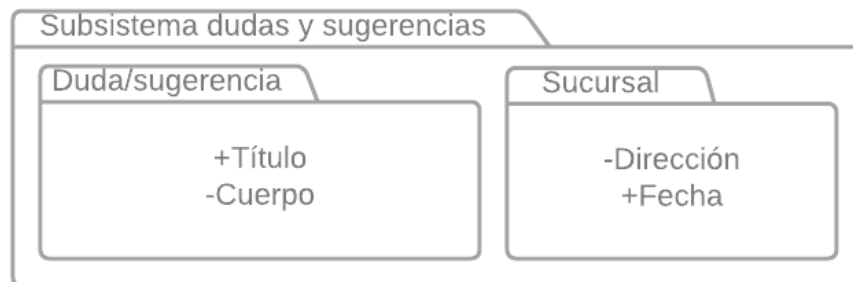 Subsistema dudas y sugerencias
Duda/sugerencia
+Título
-Cuerpo
Sucursal
-Dirección
+Fecha